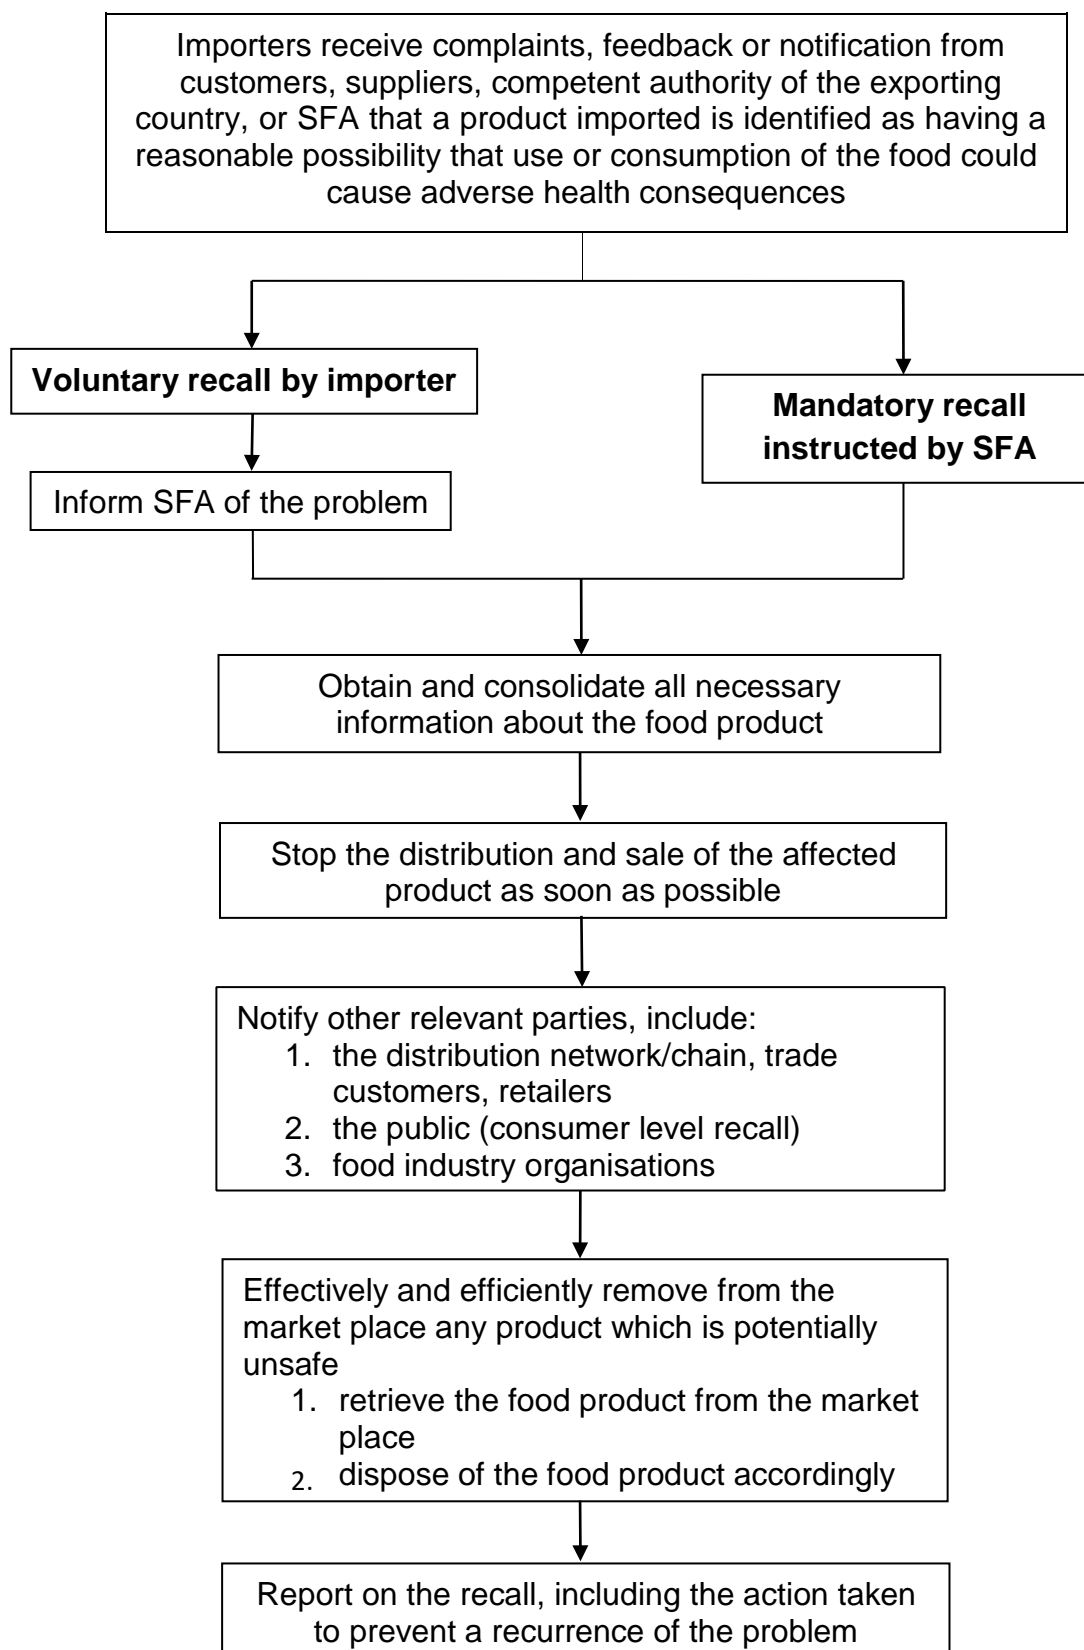 Importers receive complaints, feedback or notification from
customers, suppliers, competent authority of the exporting
country, or SFA that a product imported is identified as having a
reasonable possibility that use or consumption of the food could
cause adverse health consequences
Voluntary recall by importer
Mandatory recall
instructed by SFA
Inform SFA of the problem
Obtain and consolidate all necessary
information about the food product
Stop the distribution and sale of the affected
product as soon as possible
Notify other relevant parties, include:
1. the distribution network/chain, trade
customers, retailers
2. the public (consumer level recall)
3. food industry organisations
Effectively and efficiently remove from the
market place any product which is potentially
unsafe
1. retrieve the food product from the market
place
2. dispose of the food product accordingly
Report on the recall, including the action taken
to prevent a recurrence of the problem